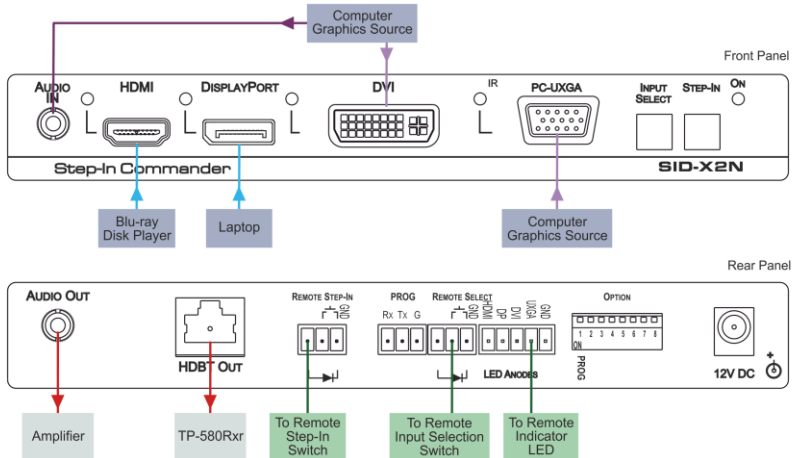 Computer
Graphics Source
Front Panel
AUDIO IN
HDMI
DISPLAYPORT
DVI
IR
PC-UXGA
INPUT SELECT
STEP-IN
ON
Step-In Commander
SID-X2N
Blu-ray
Disk Player
Laptop
Computer
Graphics Source
Rear Panel
AUDIO OUT
HDBT OUT
REMOTE STEP-IN
GND
PROG
Rx Tx G
REMOTE SELECT
GND
HDMI
DP
DVI
UXGA
GND
LED ANODES
OPTION
1 2 3 4 5 6 7 8
ON
PROG
12V DC
+
Amplifier
TP-580Rxr
To Remote
Step-In
Switch
To Remote
Input Selection
Switch
To Remote
Indicator
LED